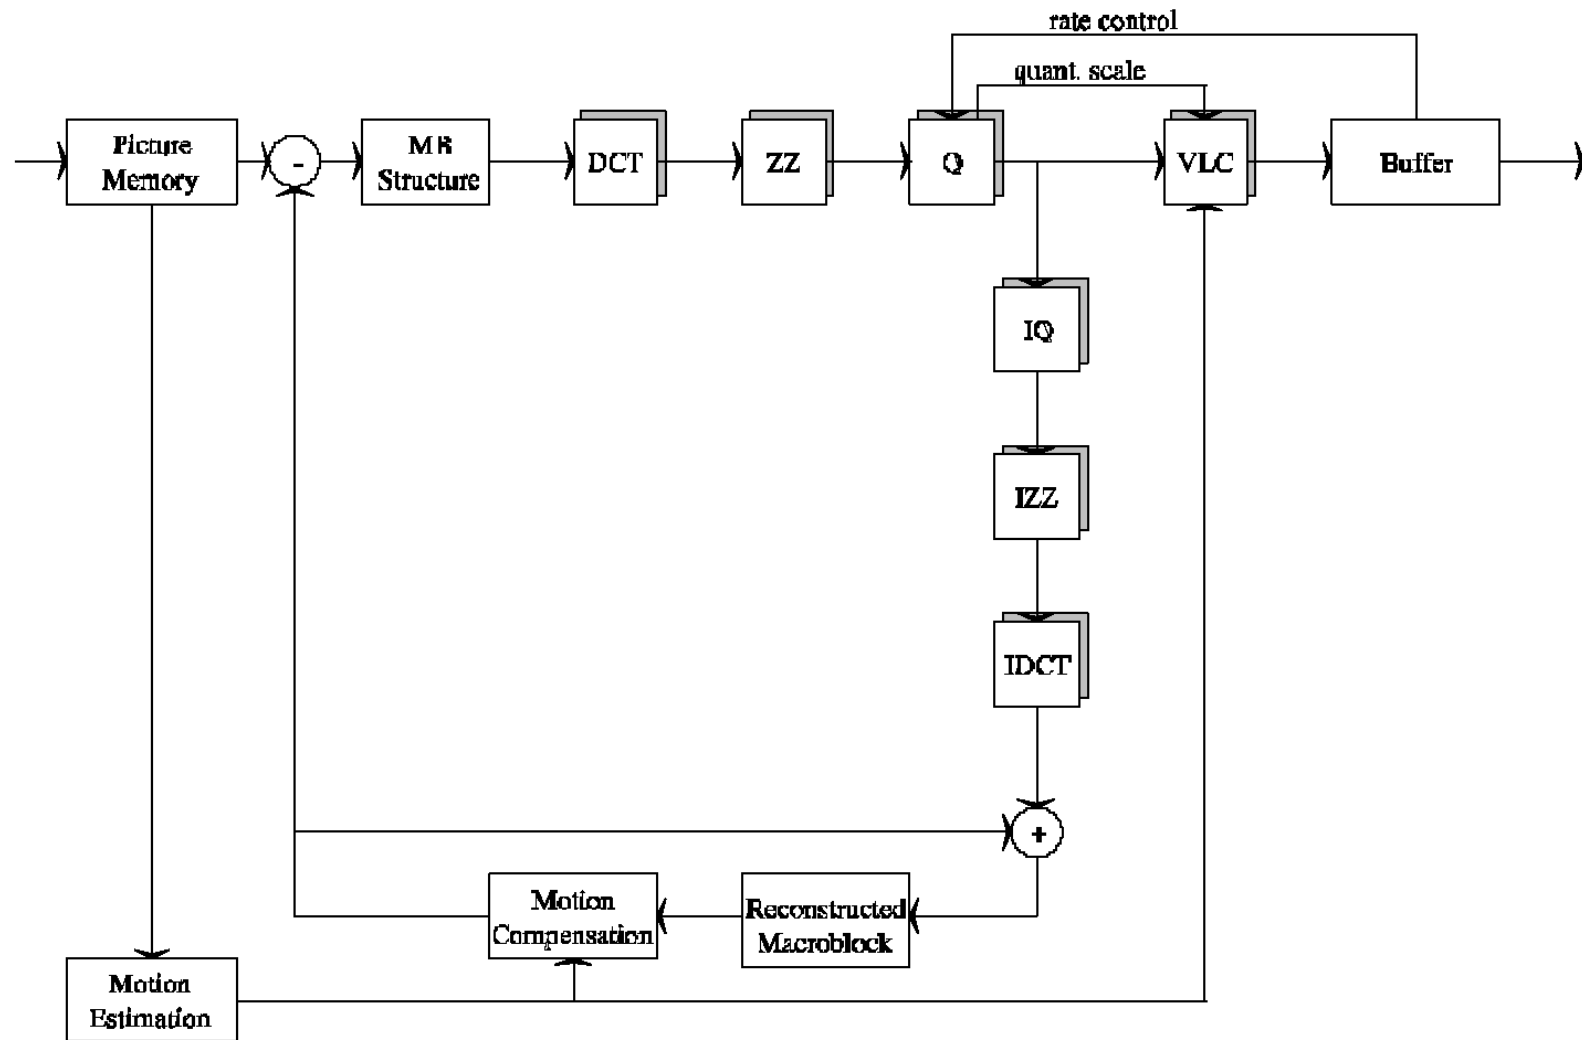 rate control
quant. scale
Picture
Memory
-
MB
Structure
DCT
ZZ
Q
VLC
Buffer
IQ
IZZ
IDCT
+
Motion
Compensation
Reconstructed
Macroblock
Motion
Estimation